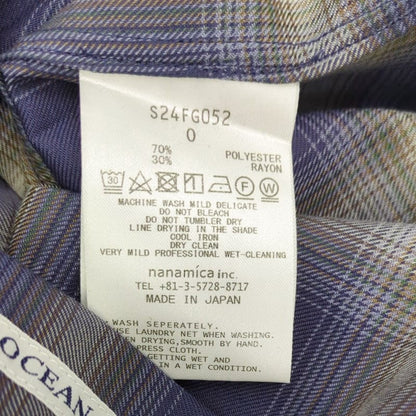 S24FG052
0
70% POLYESTER
30% RAYON
30 F W
MACHINE WASH MILD DELICATE
DO NOT BLEACH
DO NOT TUMBLER DRY
LINE DRYING IN THE SHADE
COOL IRON
DRY CLEAN
VERY MILD PROFESSIONAL WET-CLEANING
nanamica inc.
TEL +81-3-5728-8717
MADE IN JAPAN
WASH SEPERATELY.
USE LAUNDRY NET WHEN WASHING.
DRYING,SMOOTH BY HAND.
PRESS CLOTH.
GETTING WET AND
IN A WET CONDITION.
OCEAN